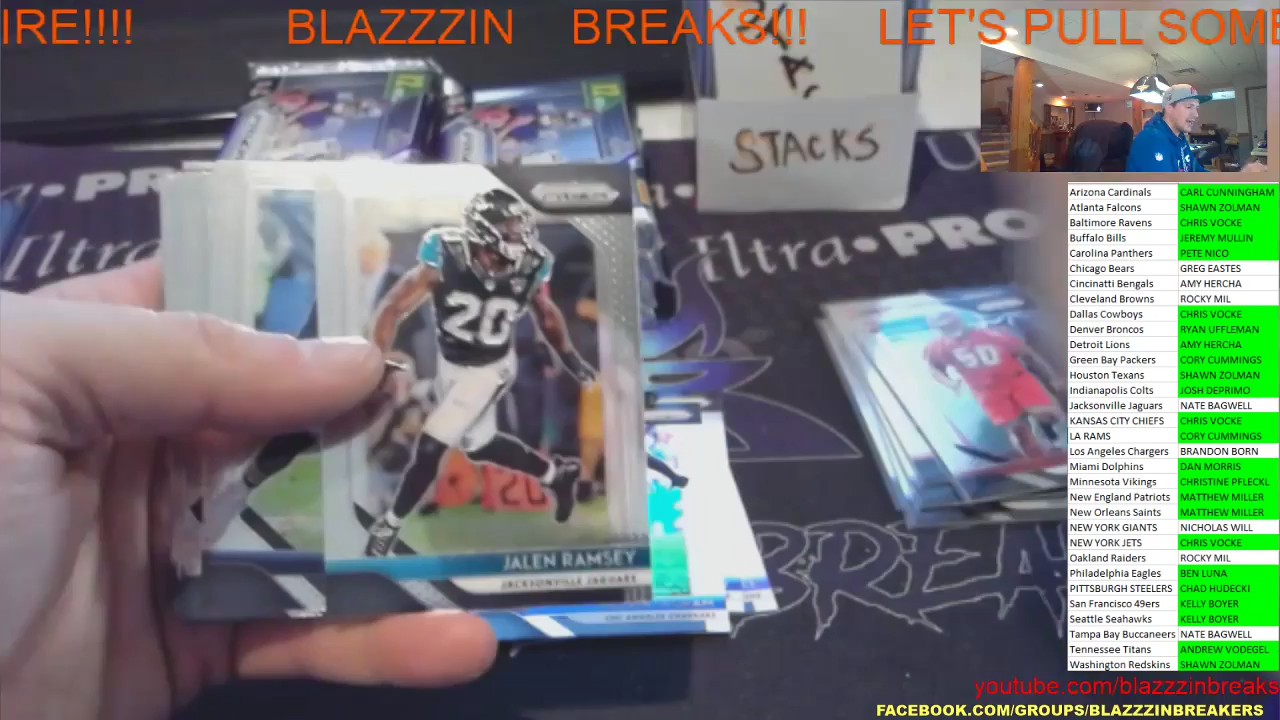 IRE!!!! BLAZZZIN BREAKS!!! LET'S PULL SOME
STACKS
Iltra•PRO
20
50
JALEN RAMSEY
JACKSONVILLE JAGUARS
Arizona Cardinals CARL CUNNINGHAM
Atlanta Falcons SHAWN ZOLMAN
Baltimore Ravens CHRIS VOCKE
Buffalo Bills JEREMY MULLIN
Carolina Panthers PETE NICO
Chicago Bears GREG EASTES
Cincinatti Bengals AMY HERCHA
Cleveland Browns ROCKY MIL
Dallas Cowboys CHRIS VOCKE
Denver Broncos RYAN UFFLEMAN
Detroit Lions AMY HERCHA
Green Bay Packers CORY CUMMINGS
Houston Texans SHAWN ZOLMAN
Indianapolis Colts JOSH DEPRIMO
Jacksonville Jaguars NATE BAGWELL
KANSAS CITY CHIEFS CHRIS VOCKE
LA RAMS CORY CUMMINGS
Los Angeles Chargers BRANDON BORN
Miami Dolphins DAN MORRIS
Minnesota Vikings CHRISTINE PFLECKL
New England Patriots MATTHEW MILLER
New Orleans Saints MATTHEW MILLER
NEW YORK GIANTS NICHOLAS WILL
NEW YORK JETS CHRIS VOCKE
Oakland Raiders ROCKY MIL
Philadelphia Eagles BEN LUNA
PITTSBURGH STEELERS CHAD HUDECKI
San Francisco 49ers KELLY BOYER
Seattle Seahawks KELLY BOYER
Tampa Bay Buccaneers NATE BAGWELL
Tennessee Titans ANDREW VODEGEL
Washington Redskins SHAWN ZOLMAN
youtube.com/blazzzinbreaks
FACEBOOK.COM/GROUPS/BLAZZZINBREAKERS